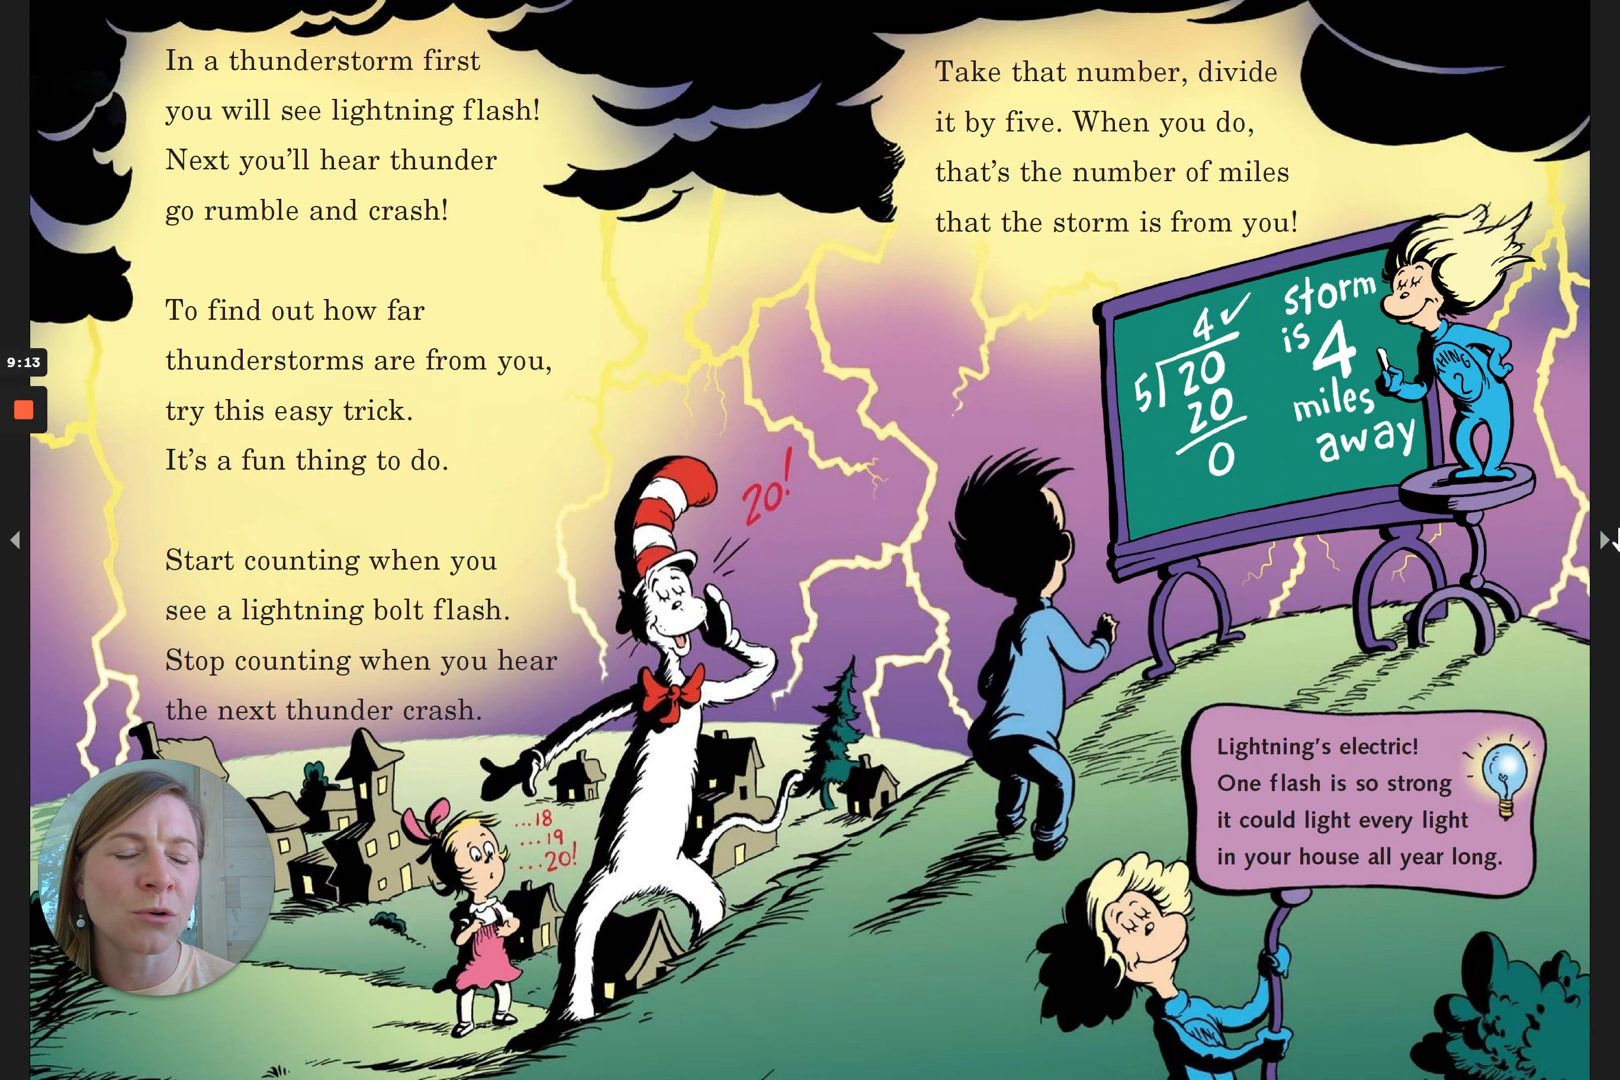 In a thunderstorm first
you will see lightning flash!
Next you'll hear thunder
go rumble and crash!
To find out how far
thunderstorms are from you,
try this easy trick.
It's a fun thing to do.
Start counting when you
see a lightning bolt flash.
Stop counting when you hear
the next thunder crash.
Take that number, divide
it by five. When you do,
that's the number of miles
that the storm is from you!
9:13
20!
...18
...19
...20!
4✓
5)20
20
0
storm
is 4
miles
away
HING
2
Lightning's electric!
One flash is so strong
it could light every light
in your house all year long.